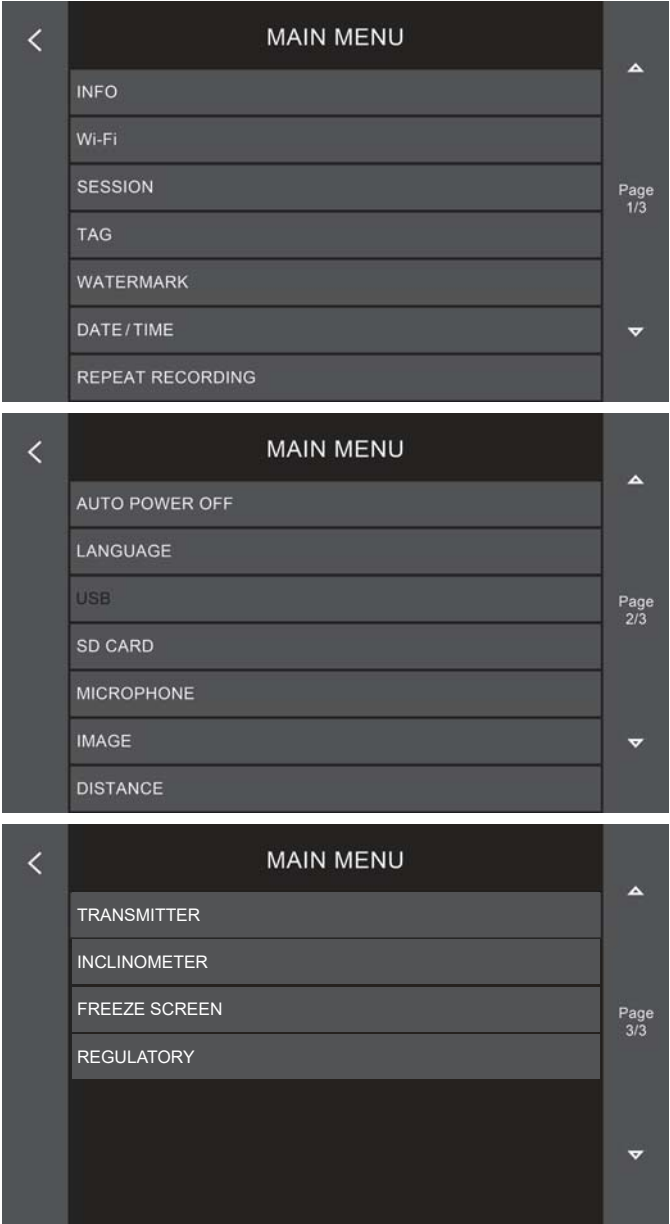 MAIN MENU
INFO
Wi-Fi
SESSION
TAG
WATERMARK
DATE/TIME
REPEAT RECORDING
Page
1/3
MAIN MENU
AUTO POWER OFF
LANGUAGE
USB
SD CARD
MICROPHONE
IMAGE
DISTANCE
Page
2/3
MAIN MENU
TRANSMITTER
INCLINOMETER
FREEZE SCREEN
REGULATORY
Page
3/3